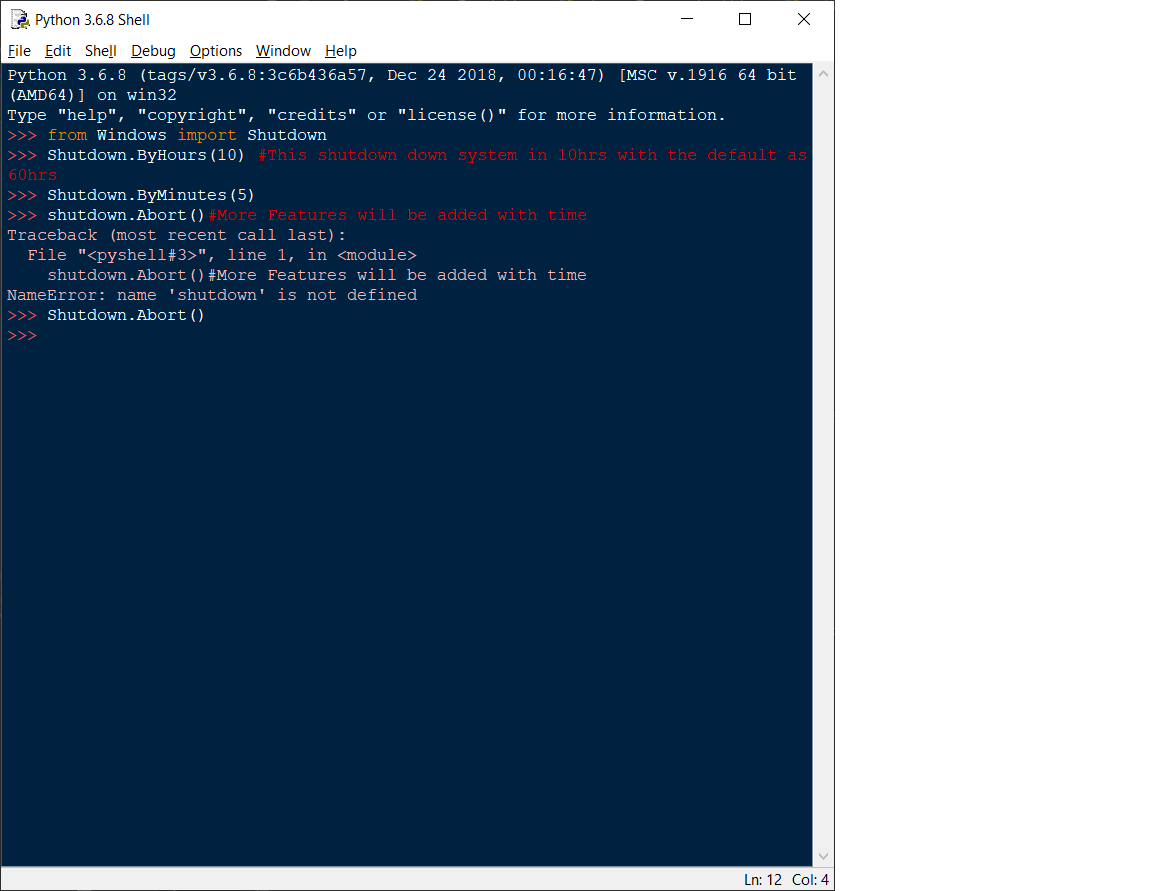 Python 3.6.8 Shell
File Edit Shell Debug Options Window Help
Python 3.6.8 (tags/v3.6.8:3c6b436a57, Dec 24 2018, 00:16:47) [MSC v.1916 64 bit
(AMD64)] on win32
Type "help", "copyright", "credits" or "license()" for more information.
>>> from Windows import Shutdown
>>> Shutdown.ByHours(10) #This shutdown down system in 10hrs with the default as
60hrs
>>> Shutdown.ByMinutes(5)
>>> shutdown.Abort()#More Features will be added with time
Traceback (most recent call last):
  File "<pyshell#3>", line 1, in <module>
    shutdown.Abort()#More Features will be added with time
NameError: name 'shutdown' is not defined
>>> Shutdown.Abort()
>>>
Ln: 12 Col: 4